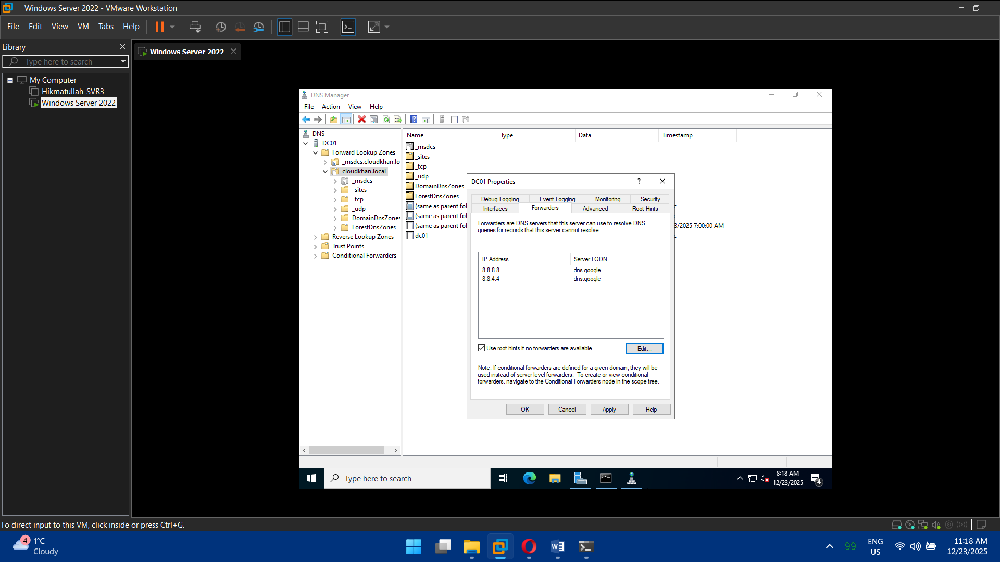 Windows Server 2022 - VMware Workstation
File Edit View VM Tabs Help
Library
Type here to search
My Computer
Hikmatullah-SVR3
Windows Server 2022
Windows Server 2022
DNS Manager
File Action View Help
DNS
DC01
Forward Lookup Zones
_msdcs.cloudkhan.lo
cloudkhan.local
_msdcs
_sites
_tcp
_udp
DomainDnsZones
ForestDnsZones
Reverse Lookup Zones
Trust Points
Conditional Forwarders
Name Type Data Timestamp
_msdcs
_sites
_tcp
_udp
DomainDnsZones
ForestDnsZones
(same as parent fol
(same as parent fol
(same as parent fol
8/2025 7:00:00 AM
dc01
DC01 Properties
Debug Logging Event Logging Monitoring Security
Interfaces Forwarders Advanced Root Hints
Forwarders are DNS servers that this server can use to resolve DNS
queries for records that this server cannot resolve.
IP Address Server FQDN
8.8.8.8 dns.google
8.8.4.4 dns.google
Use root hints if no forwarders are available
Edit...
Note: If conditional forwarders are defined for a given domain, they will be
used instead of server-level forwarders. To create or view conditional
forwarders, navigate to the Conditional Forwarders node in the scope tree.
OK Cancel Apply Help
Type here to search
8:18 AM
12/23/2025
4
To direct input to this VM, click inside or press Ctrl+G.
4
1°C
Cloudy
99
ENG
US
11:18 AM
12/23/2025